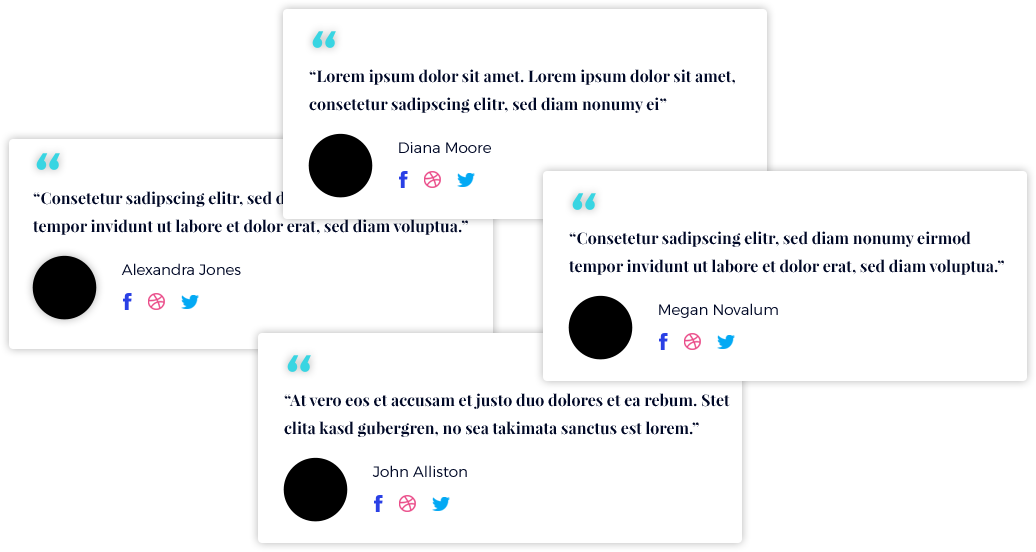 “Lorem ipsum dolor sit amet. Lorem ipsum dolor sit amet,
consetetur sadipscing elitr, sed diam nonumy ei”
Diana Moore
“Consetetur sadipscing elitr, sed d
tempor invidunt ut labore et dolor erat, sed diam voluptua.”
Alexandra Jones
“Consetetur sadipscing elitr, sed diam nonumy eirmod
tempor invidunt ut labore et dolor erat, sed diam voluptua.”
Megan Novalum
“At vero eos et accusam et justo duo dolores et ea rebum. Stet
clita kasd gubergren, no sea takimata sanctus est lorem.”
John Alliston